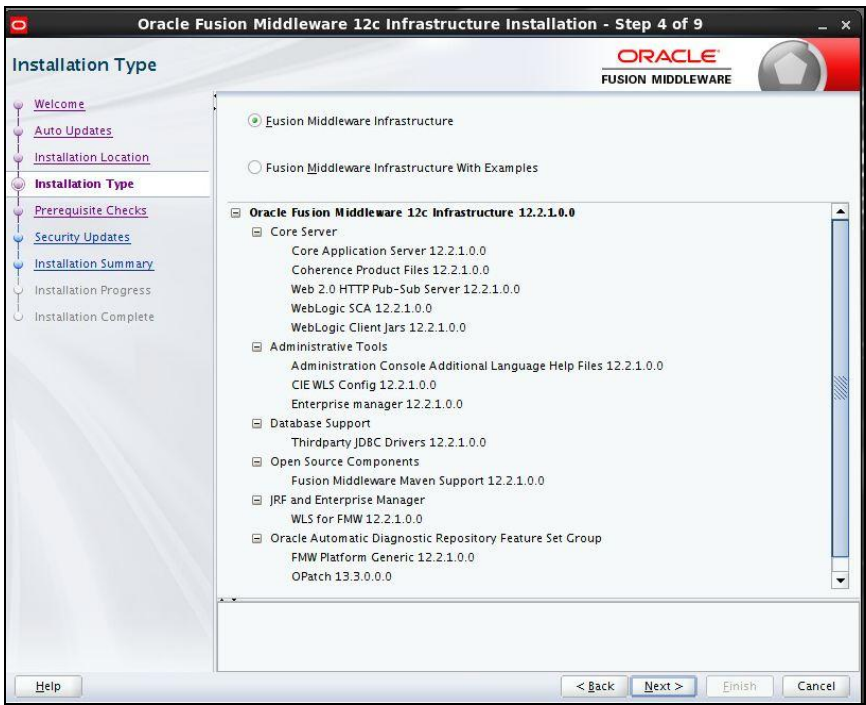 Oracle Fusion Middleware 12c Infrastructure Installation - Step 4 of 9
Installation Type
ORACLE
FUSION MIDDLEWARE
Welcome
Auto Updates
Installation Location
Installation Type
Prerequisite Checks
Security Updates
Installation Summary
Installation Progress
Installation Complete
Fusion Middleware Infrastructure
Fusion Middleware Infrastructure With Examples
Oracle Fusion Middleware 12c Infrastructure 12.2.1.0.0
Core Server
Core Application Server 12.2.1.0.0
Coherence Product Files 12.2.1.0.0
Web 2.0 HTTP Pub-Sub Server 12.2.1.0.0
WebLogic SCA 12.2.1.0.0
WebLogic Client Jars 12.2.1.0.0
Administrative Tools
Administration Console Additional Language Help Files 12.2.1.0.0
CIE WLS Config 12.2.1.0.0
Enterprise manager 12.2.1.0.0
Database Support
Thirdparty JDBC Drivers 12.2.1.0.0
Open Source Components
Fusion Middleware Maven Support 12.2.1.0.0
JRF and Enterprise Manager
WLS for FMW 12.2.1.0.0
Oracle Automatic Diagnostic Repository Feature Set Group
FMW Platform Generic 12.2.1.0.0
OPatch 13.3.0.0.0
Help
< Back
Next >
Finish
Cancel